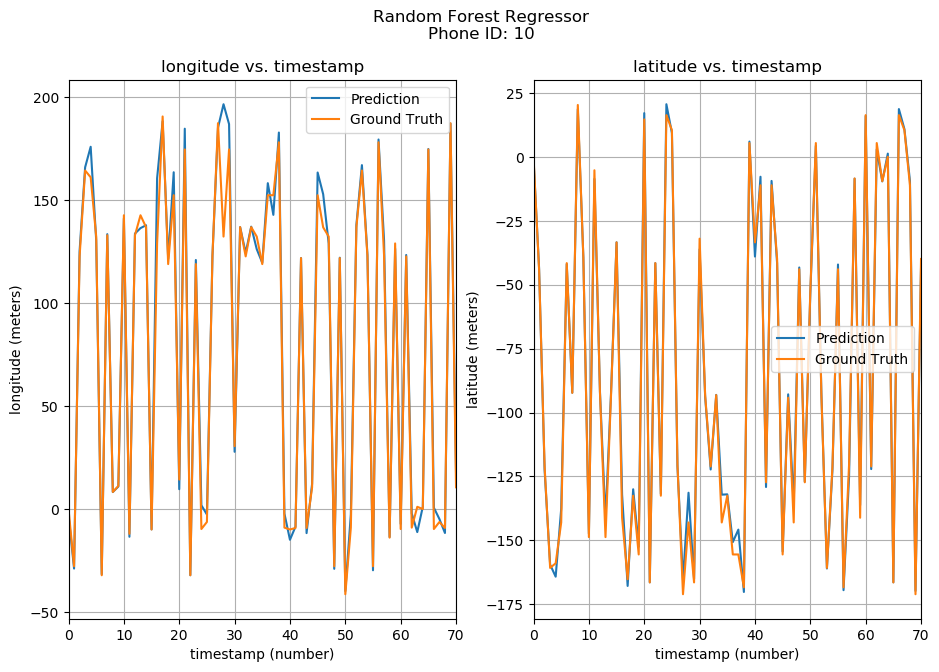 Random Forest Regressor
Phone ID: 10
longitude vs. timestamp
200
150
100
50
0
−50
longitude (meters)
0 10 20 30 40 50 60 70
timestamp (number)
Prediction
Ground Truth
latitude vs. timestamp
25
0
−25
−50
−75
−100
−125
−150
−175
latitude (meters)
0 10 20 30 40 50 60 70
timestamp (number)
Prediction
Ground Truth